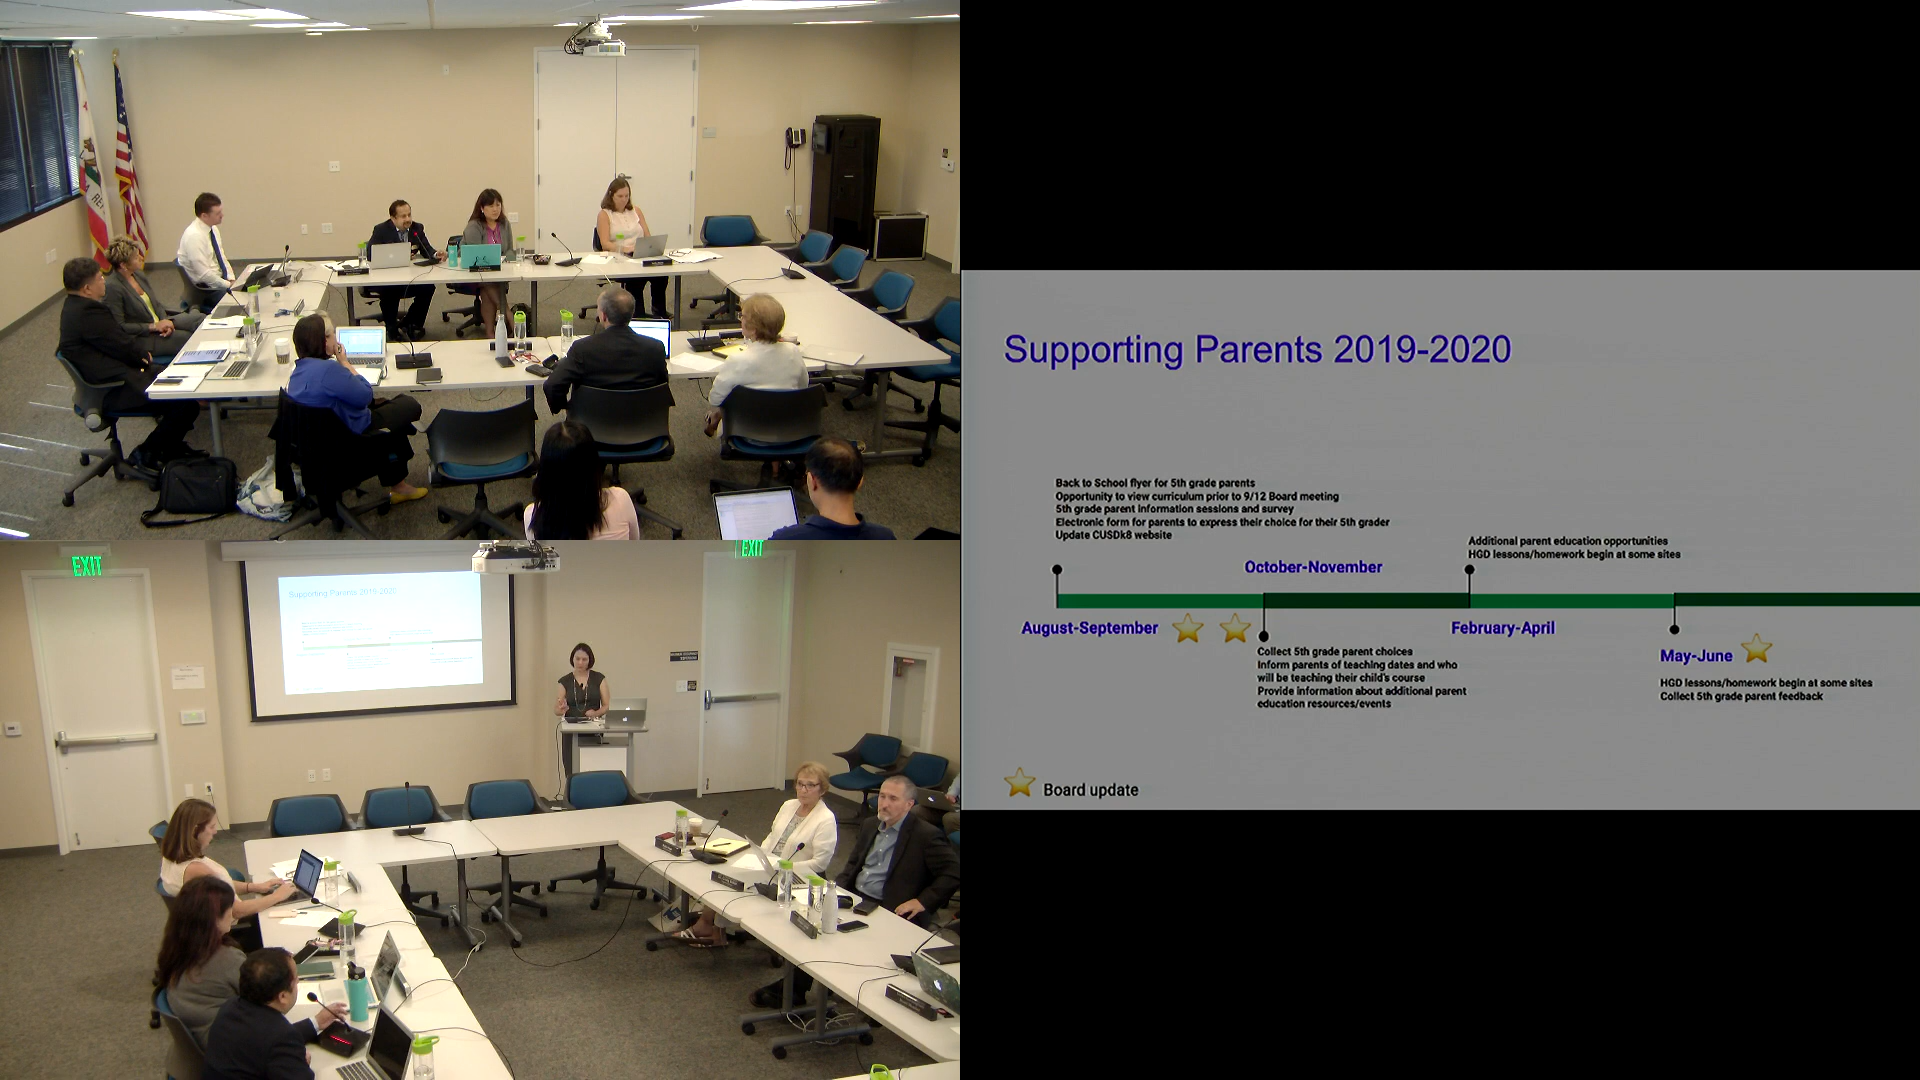 EXIT
EXIT
Supporting Parents 2019-2020
Supporting Parents 2019-2020
Back to School flyer for 5th grade parents
Opportunity to view curriculum prior to 9/12 Board meeting
5th grade parent information sessions and survey
Electronic form for parents to express their choice for their 5th grader
Update CUSDk8 website
Additional parent education opportunities
HGD lessons/homework begin at some sites
October-November
August-September
February-April
Collect 5th grade parent choices
Inform parents of teaching dates and who
will be teaching their child's course
Provide information about additional parent
education resources/events
May-June
HGD lessons/homework begin at some sites
Collect 5th grade parent feedback
Board update